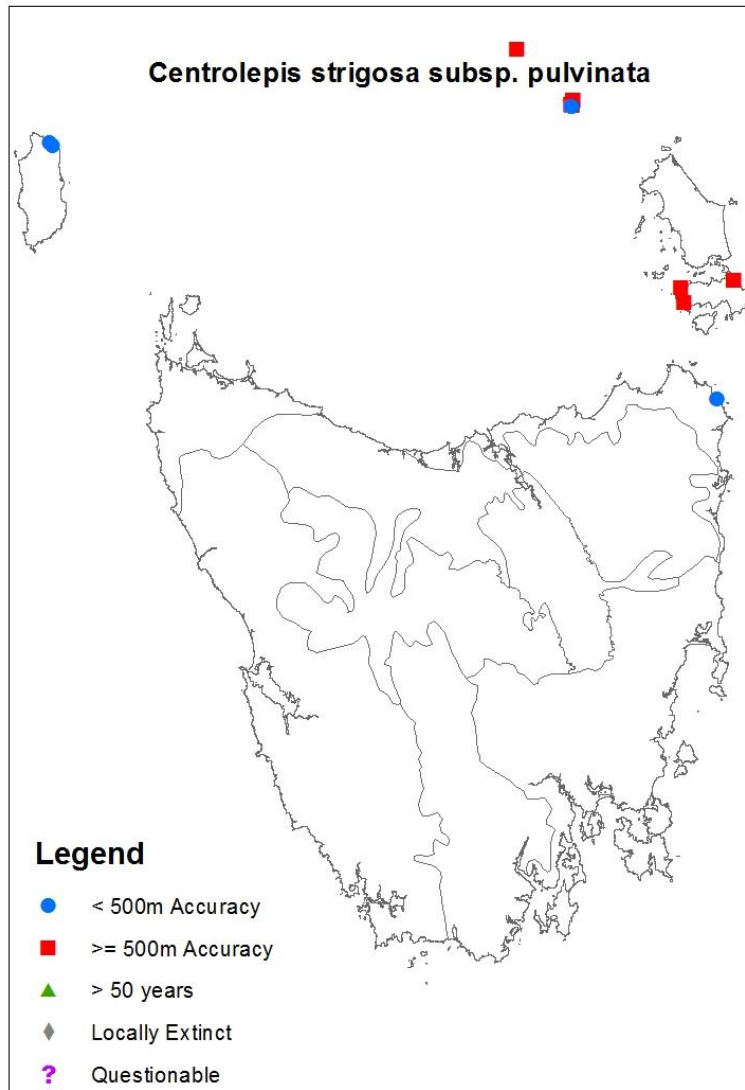 Centrolepis strigosa subsp. pulvinata
Legend
< 500m Accuracy
>= 500m Accuracy
> 50 years
Locally Extinct
? Questionable